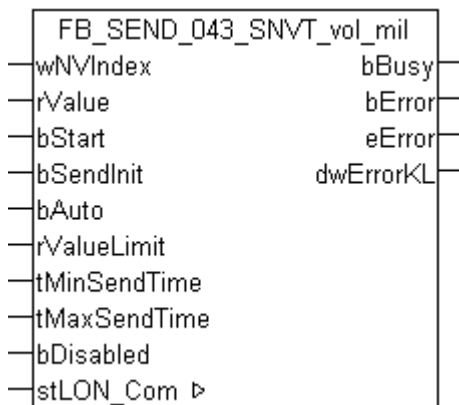 FB_SEND_043_SNVT_vol_mil
wNVIndex bBusy
rValue bError
bStart eError
bSendInit dwErrorKL
bAuto
rValueLimit
tMinSendTime
tMaxSendTime
bDisabled
stLON_Com ▷